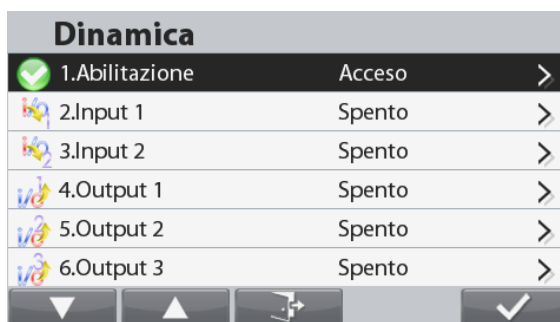 Dinamica
1.Abilitazione Acceso
2.Input 1 Spento
3.Input 2 Spento
4.Output 1 Spento
5.Output 2 Spento
6.Output 3 Spento